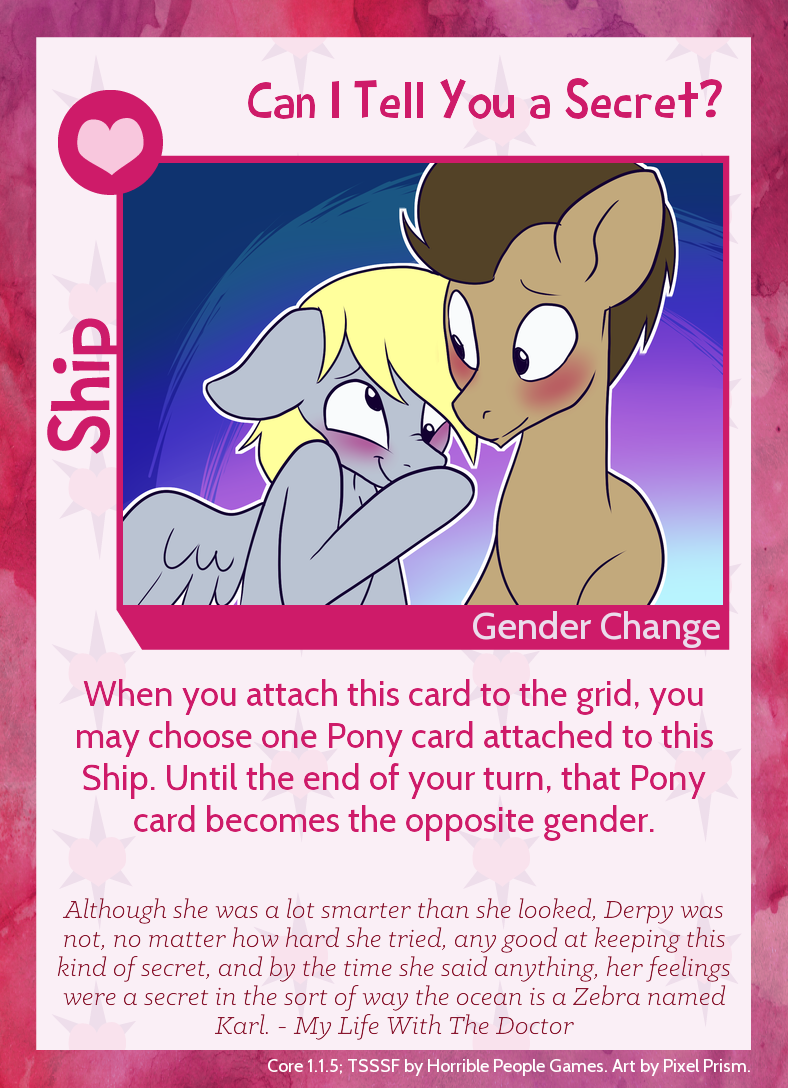 Can I Tell You a Secret?
Ship
Gender Change
When you attach this card to the grid, you
may choose one Pony card attached to this
Ship. Until the end of your turn, that Pony
card becomes the opposite gender.
Although she was a lot smarter than she looked, Derpy was
not, no matter how hard she tried, any good at keeping this
kind of secret, and by the time she said anything, her feelings
were a secret in the sort of way the ocean is a Zebra named
Karl. - My Life With The Doctor
Core 1.1.5; TSSSF by Horrible People Games. Art by Pixel Prism.